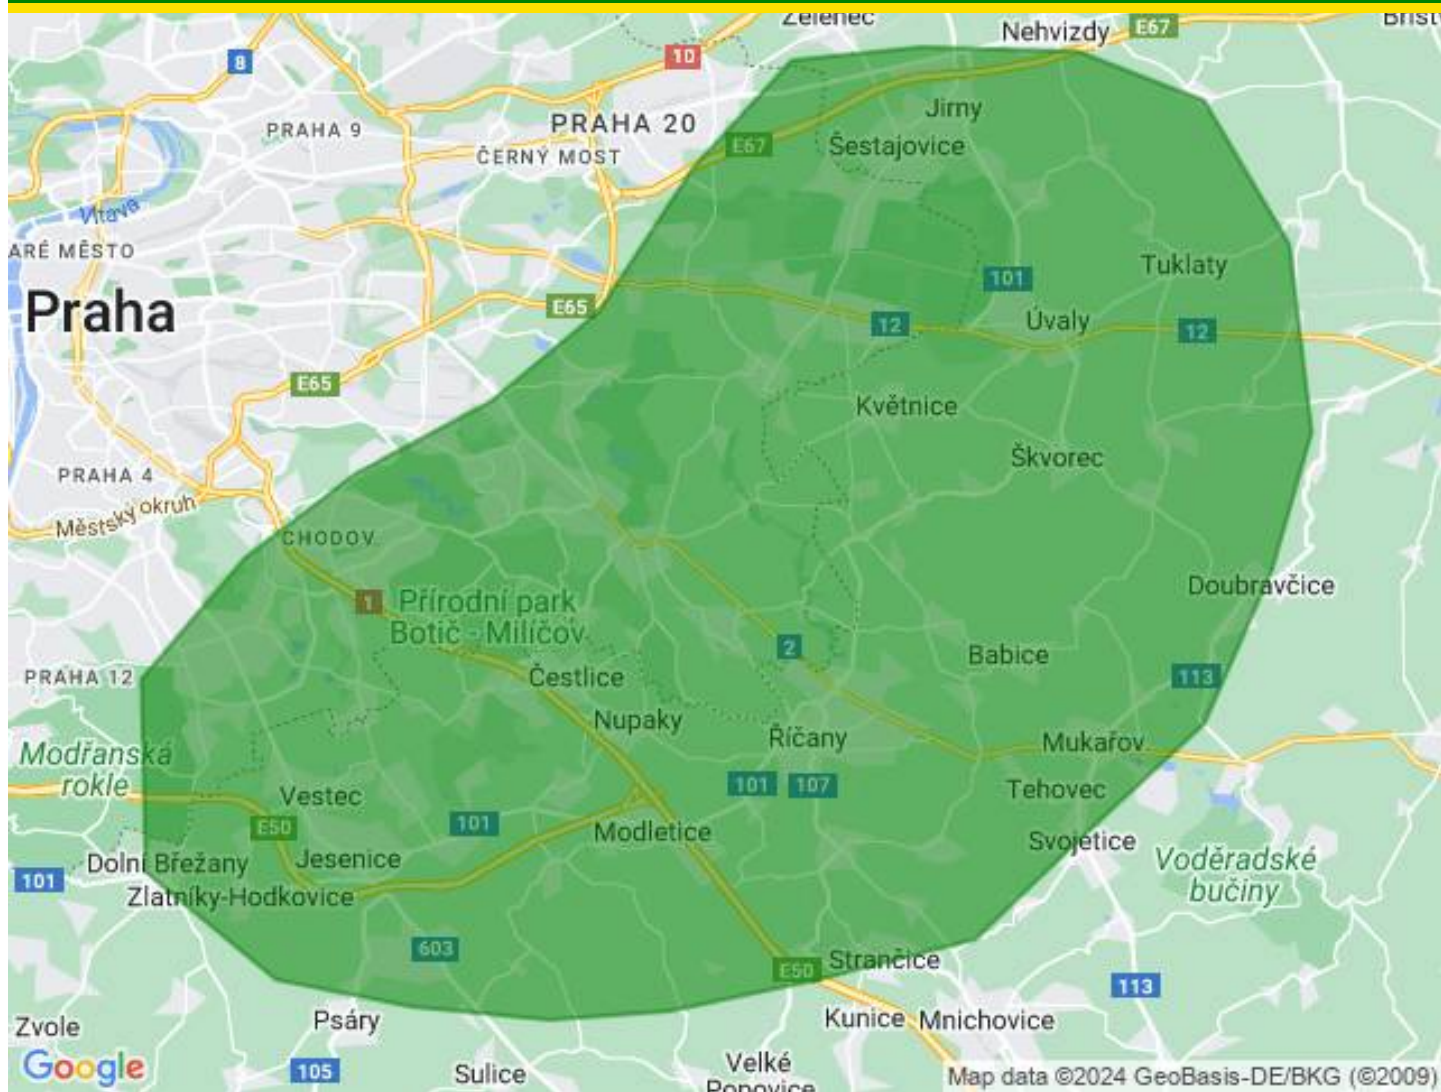 Zeleneč
Nehvizdy
E67
8
10
PRAHA 9
PRAHA 20
Jirny
ČERNÝ MOST
E67
Šestajovice
Vltava
ARÉ MĚSTO
Praha
E65
101
Tuklaty
12
Úvaly
12
E65
Květnice
PRAHA 4
Škvorec
Městský okruh
CHODOV
Doubravčice
1
Přírodní park
Botič - Milíčov
2
Babice
PRAHA 12
Čestlice
113
Nupaky
Říčany
Mukařov
Modřanská
rokle
101
107
Tehovec
Vestec
E50
101
Modletice
Svojetice
Voděradské
bučiny
Dolní Břežany
Jesenice
101
Zlatníky-Hodkovice
603
E50
Strančice
113
Zvole
Psáry
Kunice
Mnichovice
Google
105
Sulice
Velké
Popovice
Map data ©2024 GeoBasis-DE/BKG (©2009)